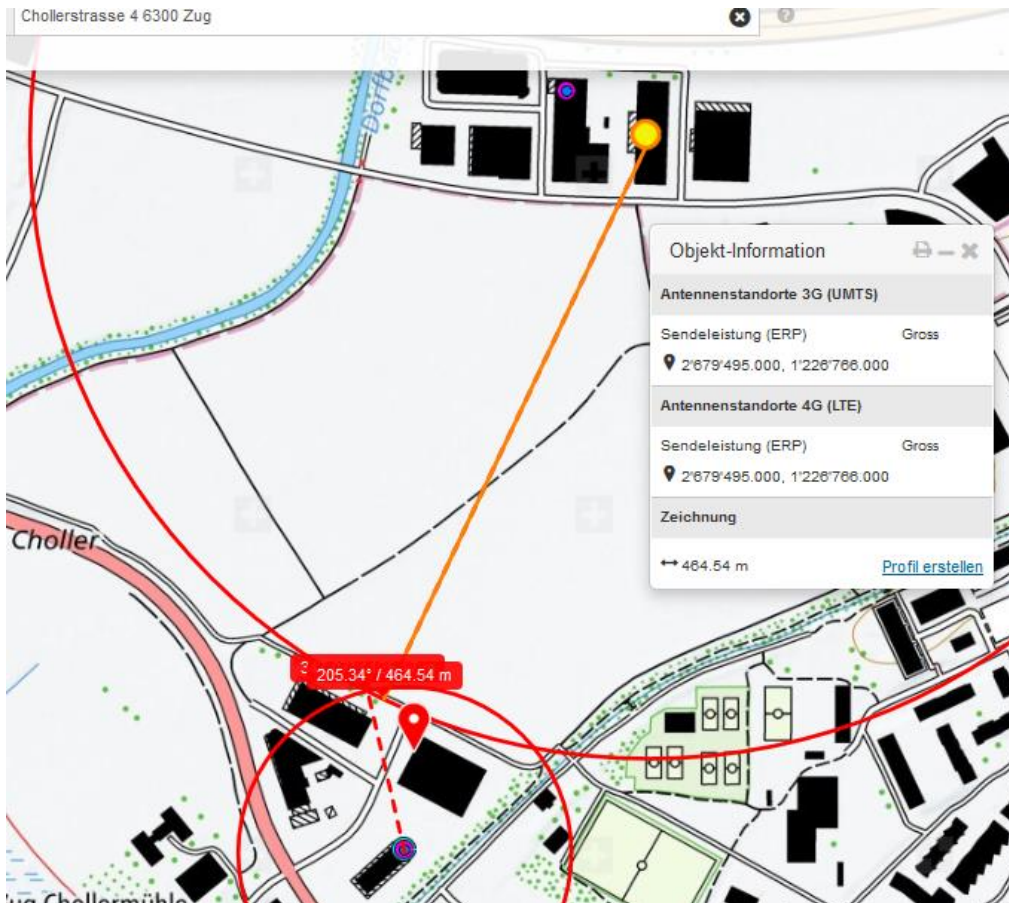 Chollerstrasse 4 6300 Zug
Dorfb
Objekt-Information
Antennenstandorte 3G (UMTS)
Sendeleistung (ERP) Gross
2'679'495.000, 1'226'766.000
Antennenstandorte 4G (LTE)
Sendeleistung (ERP) Gross
2'679'495.000, 1'226'766.000
Zeichnung
464.54 m Profil erstellen
Choller
205.34° / 464.54 m
ug Chollermühle